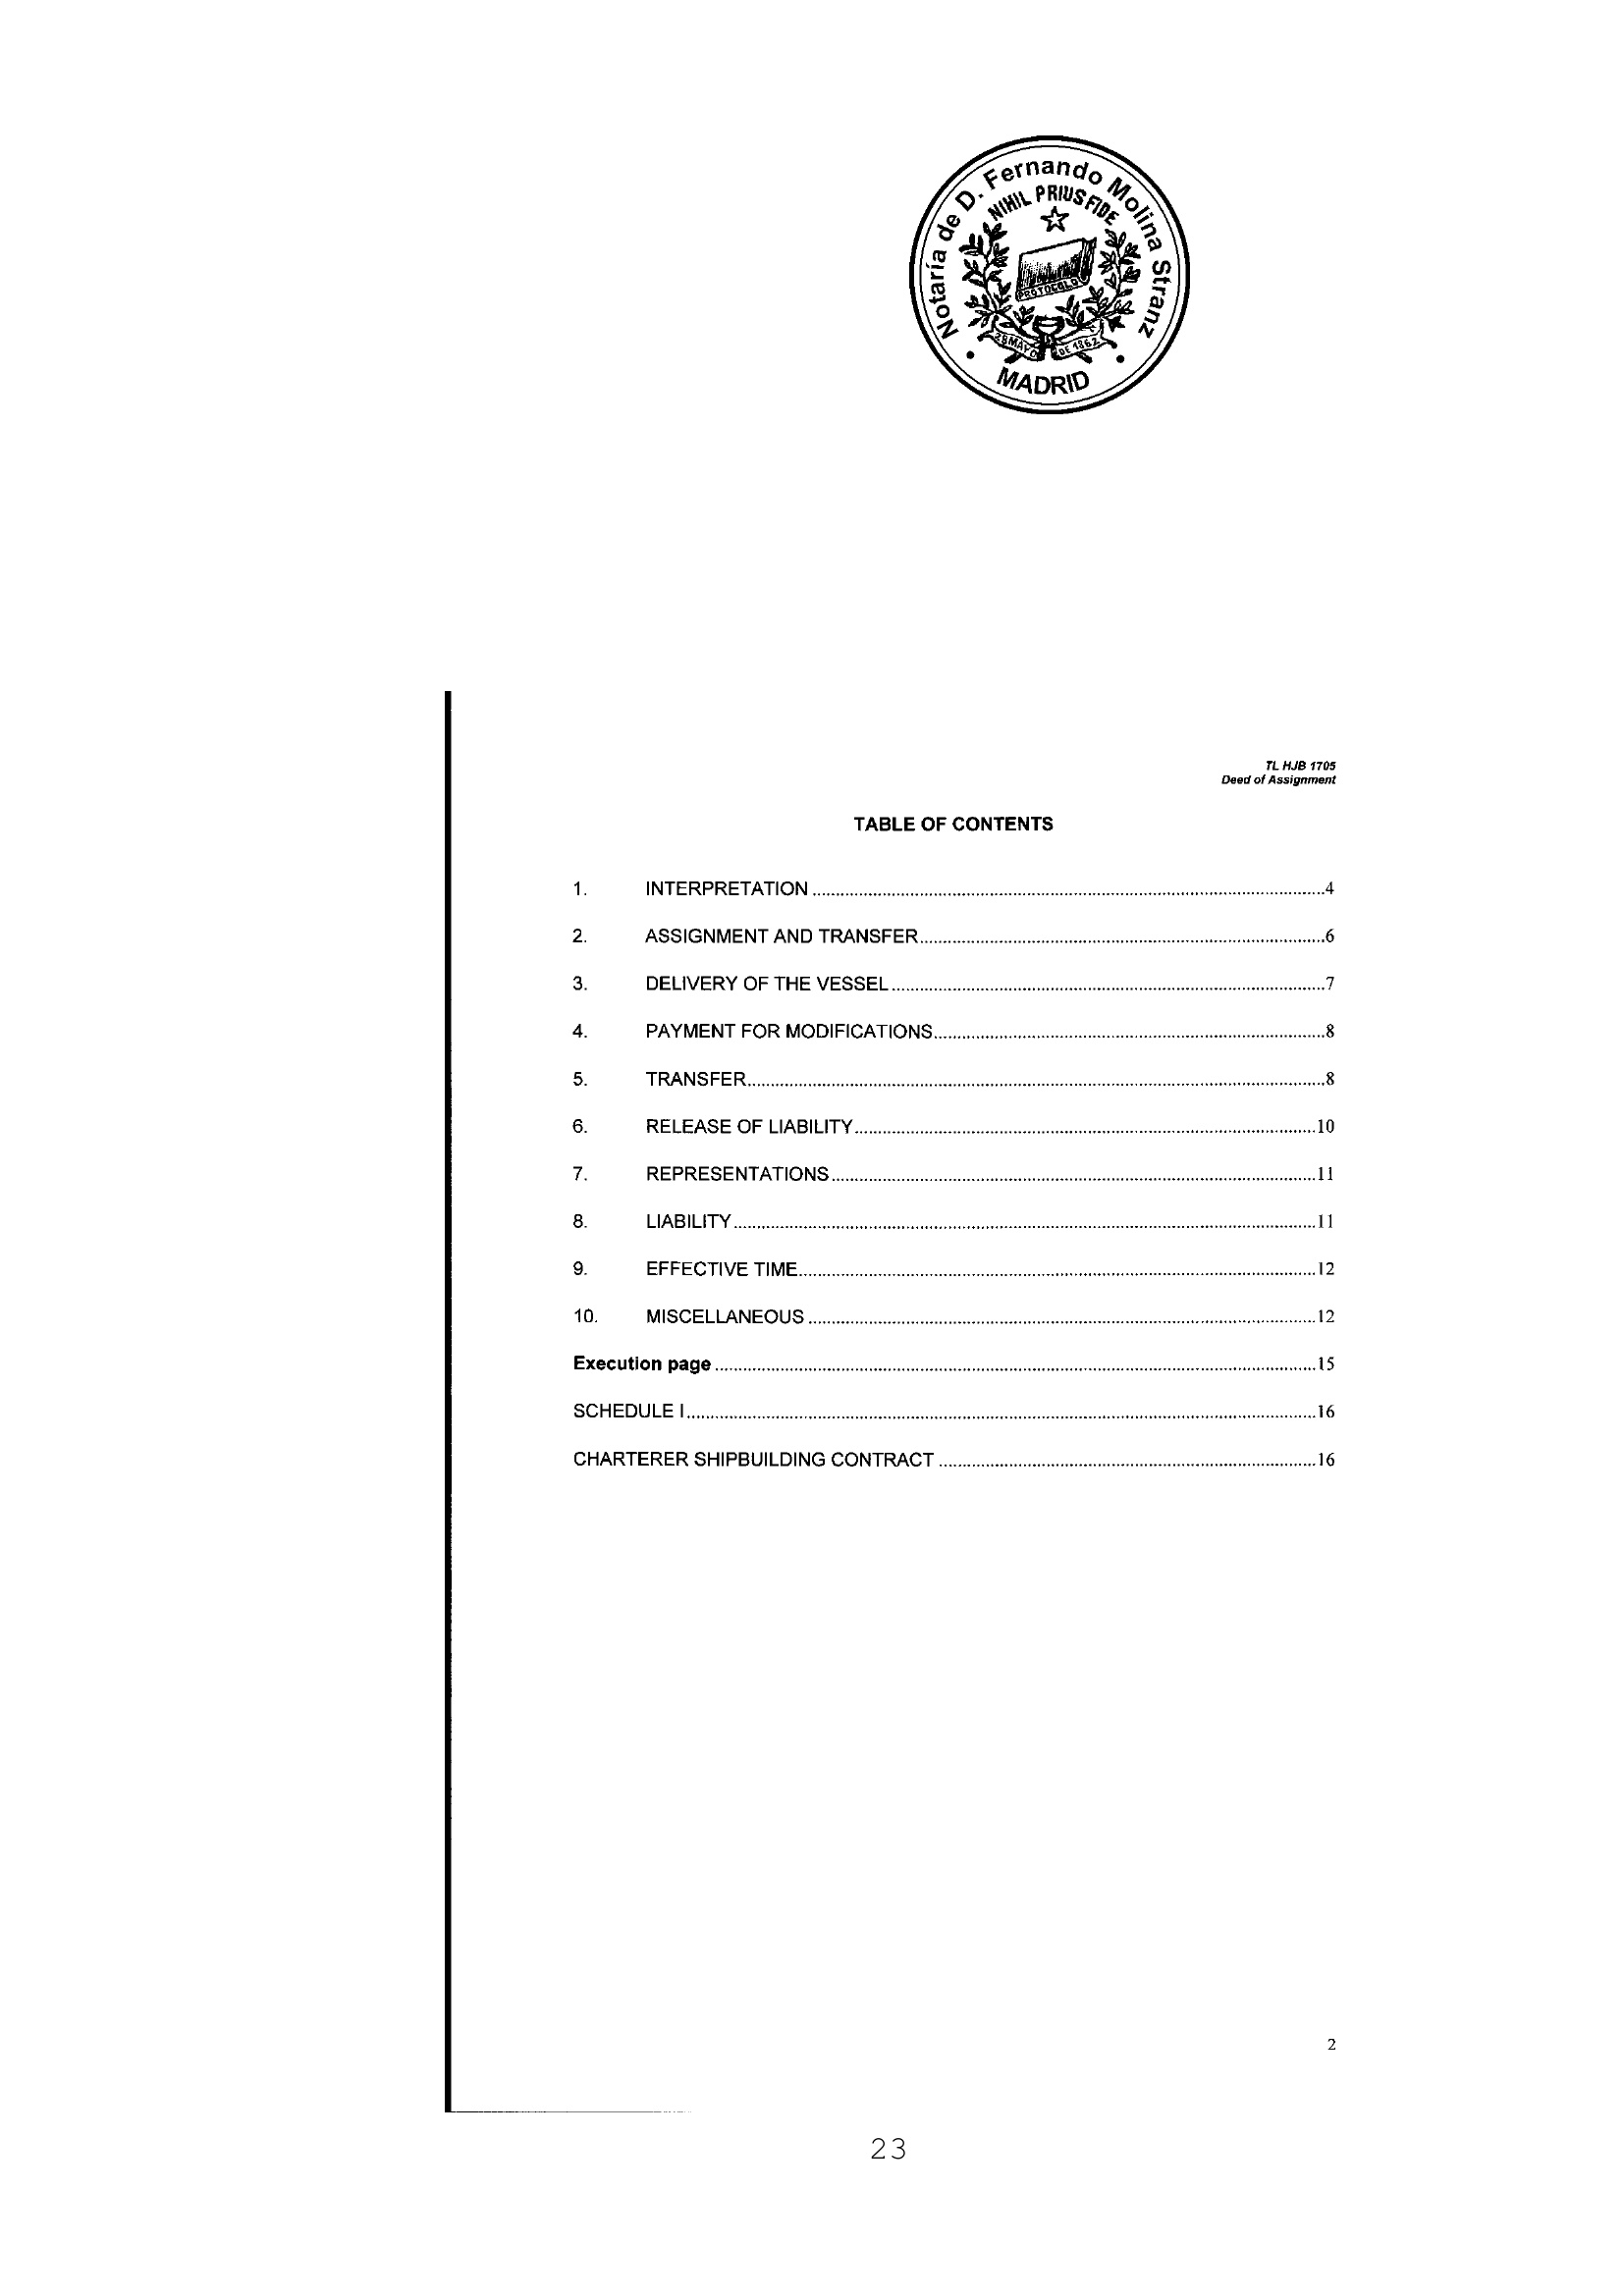 Notaría de D. Fernando Molina Stranz
NIHIL PRIUS FIDE
PROTOCOLO
28 MAYO DE 1862
MADRID
TL HJB 1705
Deed of Assignment
TABLE OF CONTENTS
1. INTERPRETATION 4
2. ASSIGNMENT AND TRANSFER 6
3. DELIVERY OF THE VESSEL 7
4. PAYMENT FOR MODIFICATIONS 8
5. TRANSFER 8
6. RELEASE OF LIABILITY 10
7. REPRESENTATIONS 11
8. LIABILITY 11
9. EFFECTIVE TIME 12
10. MISCELLANEOUS 12
Execution page 15
SCHEDULE I 16
CHARTERER SHIPBUILDING CONTRACT 16
2
23